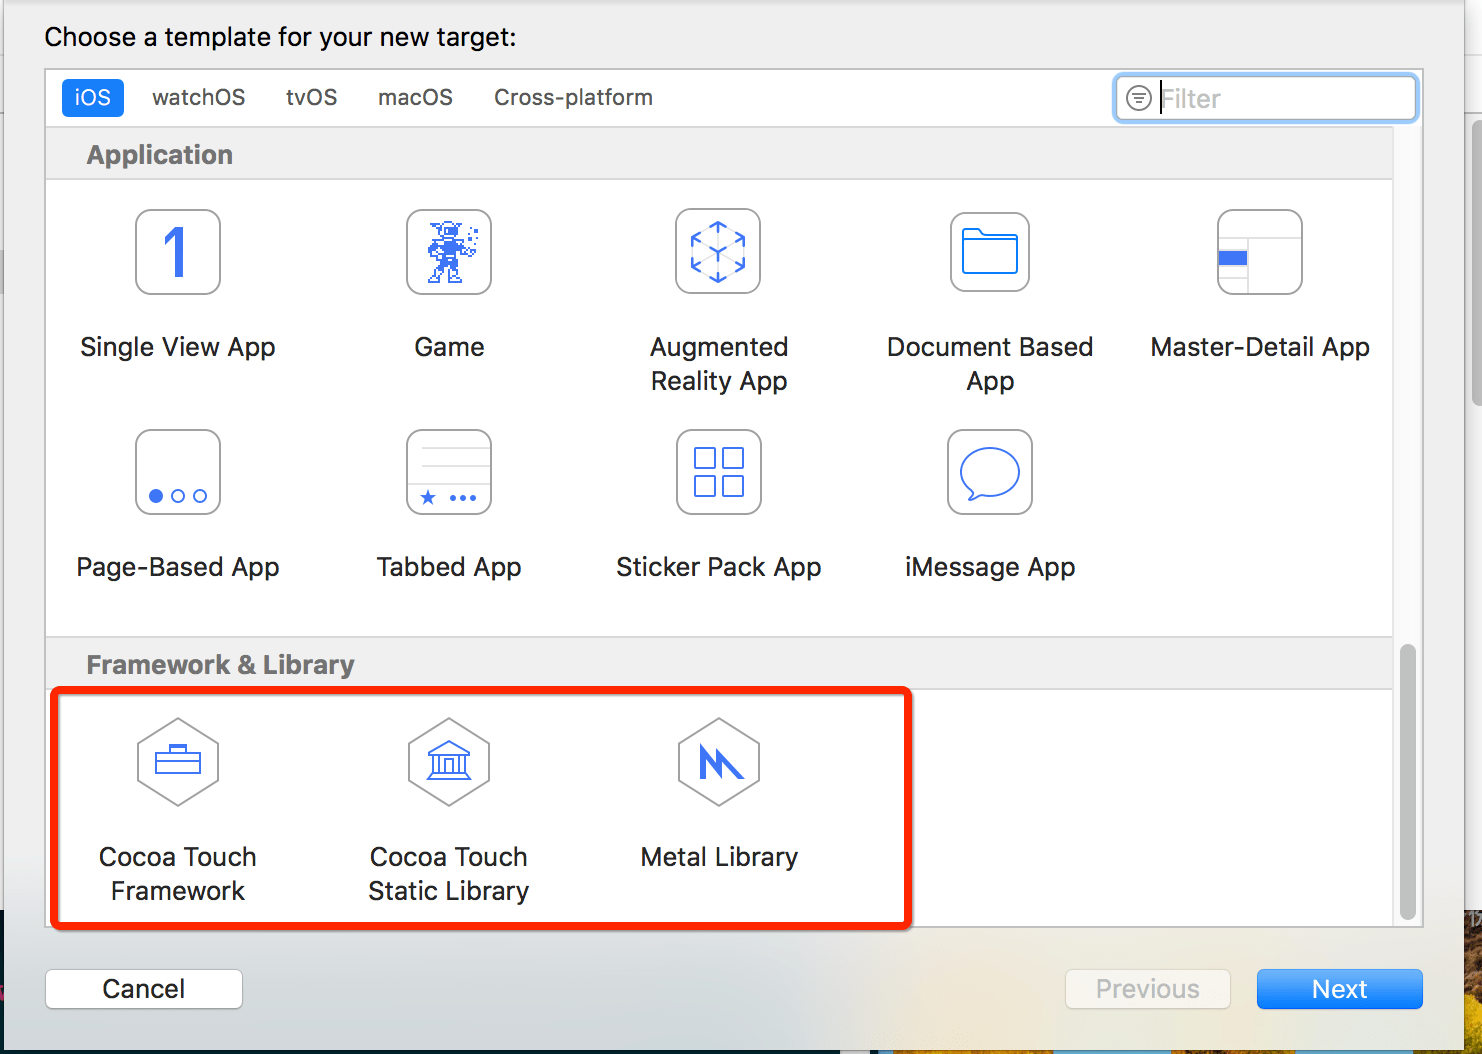 Choose a template for your new target:
iOS watchOS tvOS macOS Cross-platform Filter
Application
1
Single View App Game Augmented Document Based Master-Detail App
Reality App App
Page-Based App Tabbed App Sticker Pack App iMessage App
Framework & Library
Cocoa Touch Cocoa Touch Metal Library
Framework Static Library
Cancel Previous Next